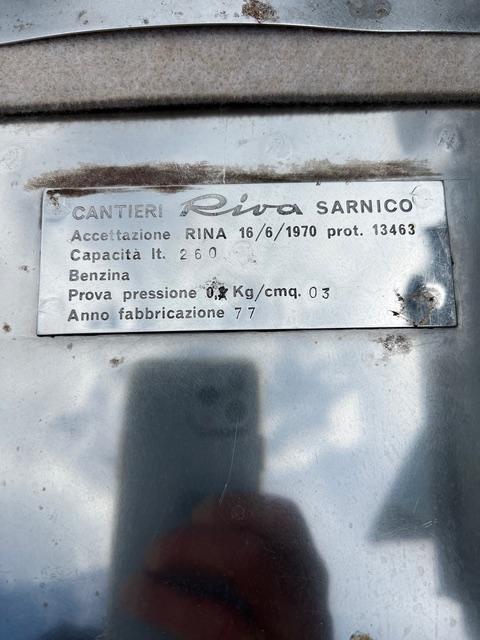 CANTIERI Riva SARNICO
Accettazione RINA 16/6/1970 prot. 13463
Capacità lt. 260
Benzina
Prova pressione Kg/cmq. 03
Anno fabbricazione 77